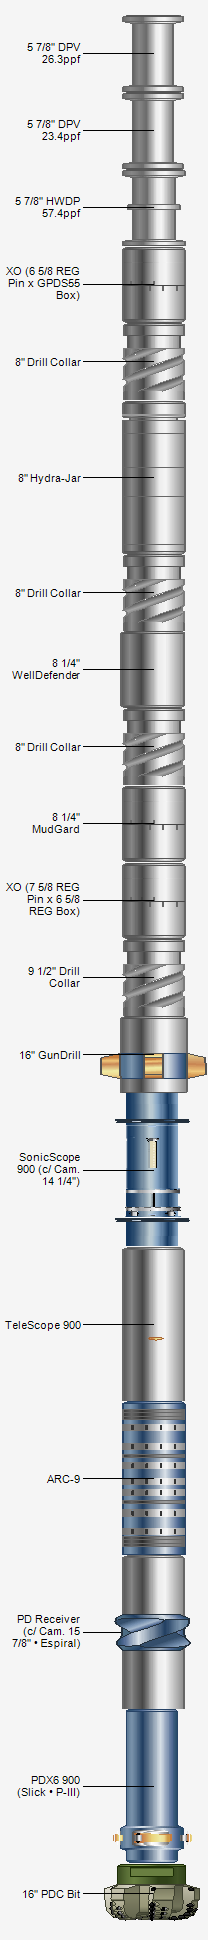 5 7/8" DPV
26.3ppf
5 7/8" DPV
23.4ppf
5 7/8" HWDP
57.4ppf
XO (6 5/8 REG
Pin x GPDS55
Box)
8" Drill Collar
8" Hydra-Jar
8" Drill Collar
8 1/4"
WellDefender
8" Drill Collar
8 1/4"
MudGard
XO (7 5/8 REG
Pin x 6 5/8
REG Box)
9 1/2" Drill
Collar
16" GunDrill
SonicScope
900 (c/ Cam.
14 1/4")
TeleScope 900
ARC-9
PD Receiver
(c/ Cam. 15
7/8" • Espiral)
PDX6 900
(Slick • P-III)
16" PDC Bit